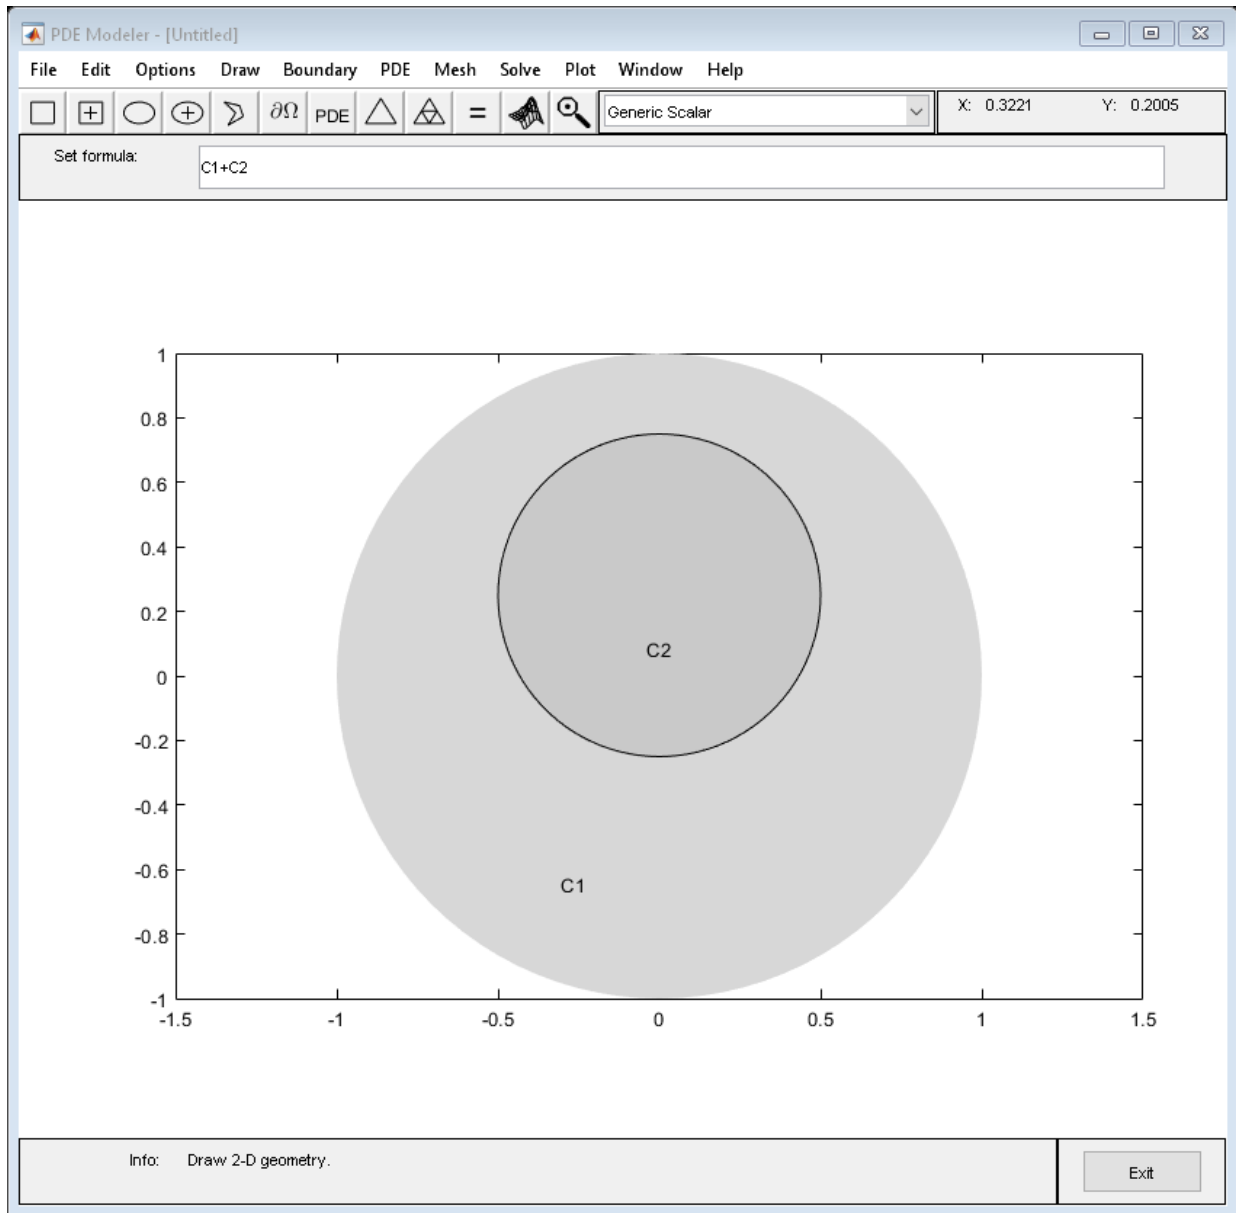 PDE Modeler - [Untitled]
File Edit Options Draw Boundary PDE Mesh Solve Plot Window Help
∂Ω PDE = Generic Scalar X: 0.3221 Y: 0.2005
Set formula: C1+C2
1
0.8
0.6
0.4
0.2
C2
0
-0.2
-0.4
-0.6
C1
-0.8
-1
-1.5 -1 -0.5 0 0.5 1 1.5
Info: Draw 2-D geometry. Exit